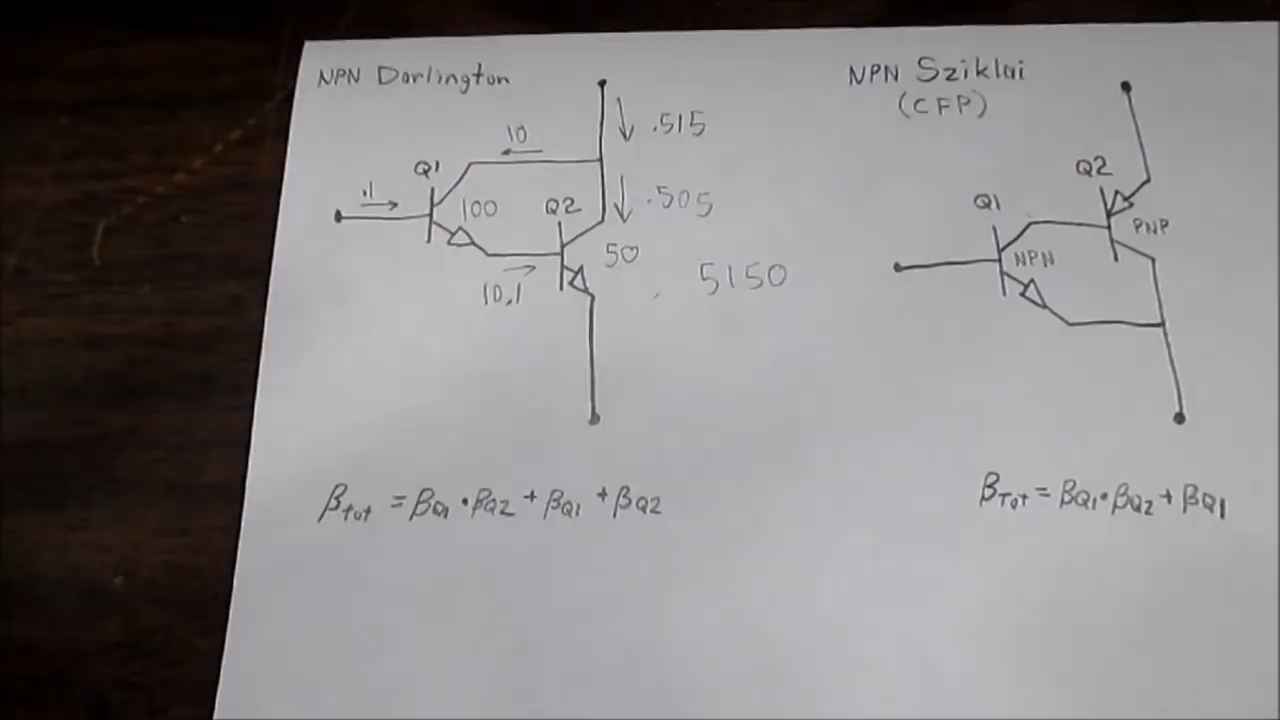 NPN Darlington
.515
10
Q1
.1
100
Q2
.505
50
10.1
5150
βtot = βQ1 · βQ2 + βQ1 + βQ2
NPN Sziklai
(CFP)
Q2
Q1
PNP
NPN
βTot = βQ1 · βQ2 + βQ1